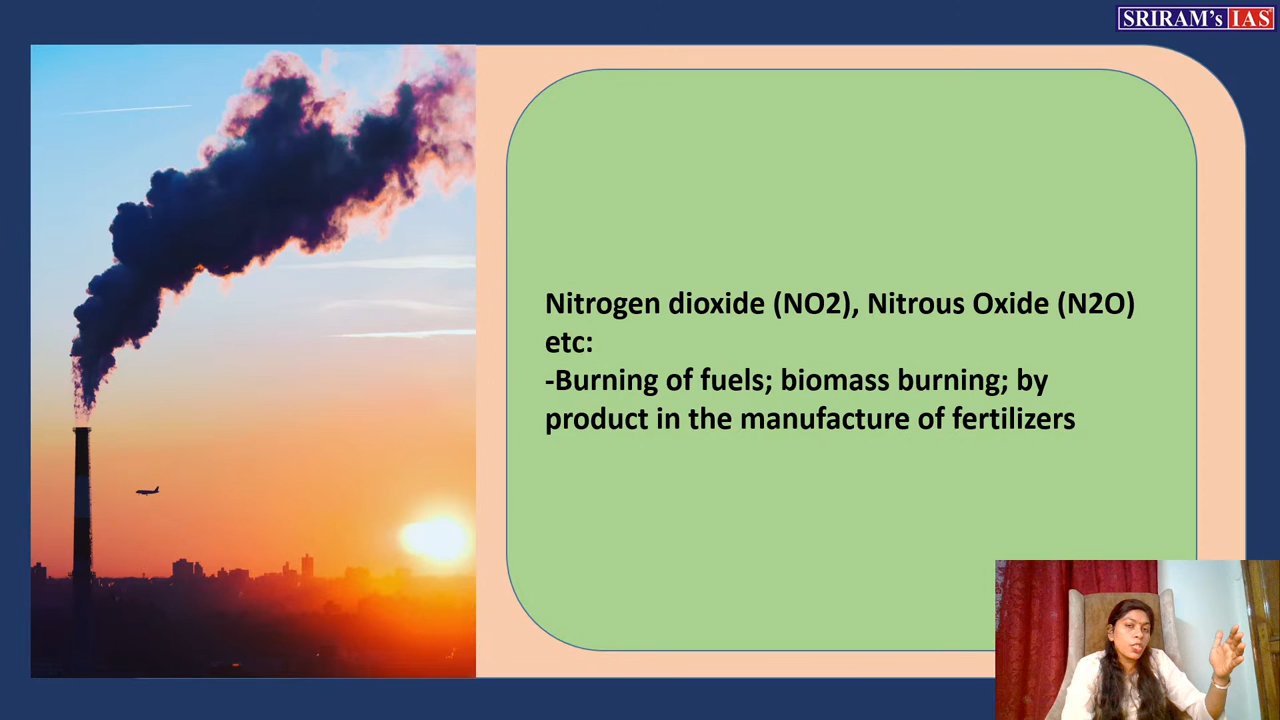 SRIRAM's IAS
Nitrogen dioxide (NO2), Nitrous Oxide (N2O)
etc:
-Burning of fuels; biomass burning; by
product in the manufacture of fertilizers